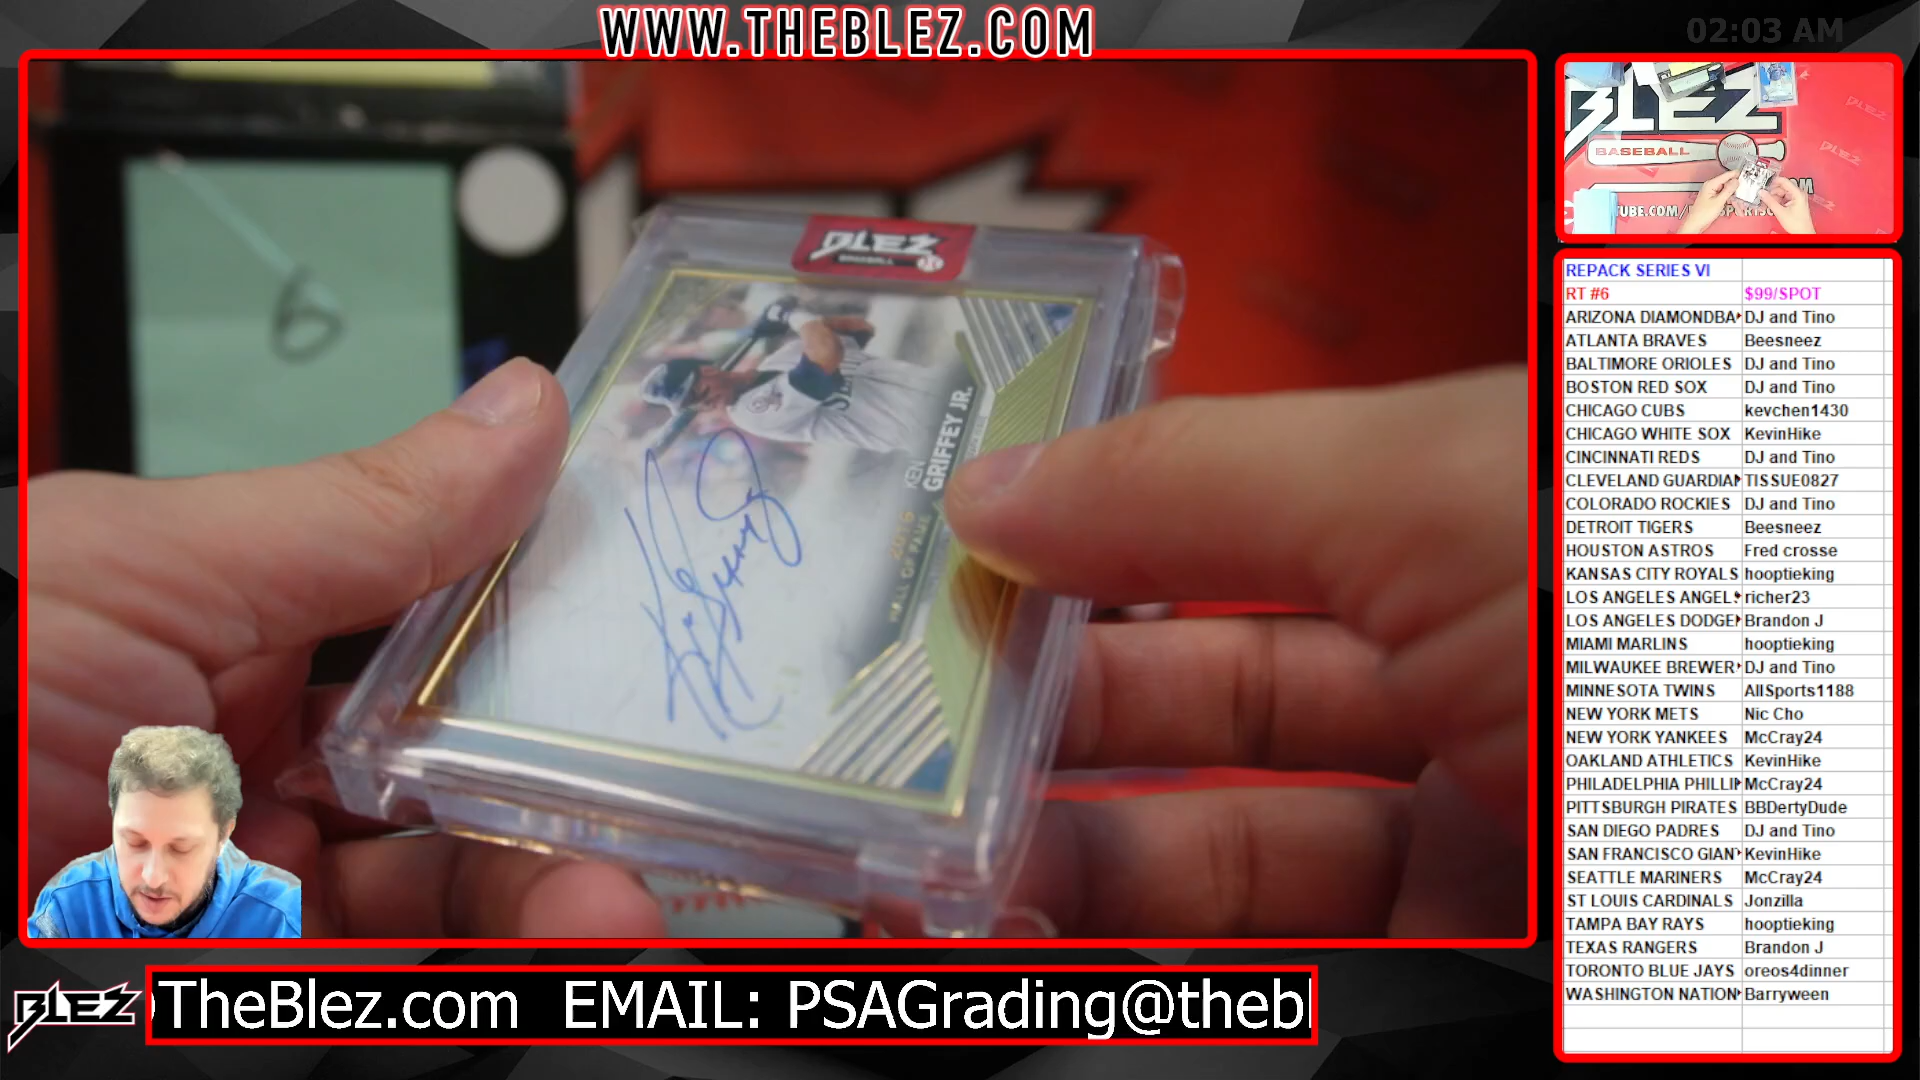 WWW.THEBLEZ.COM
02:03 AM
BLEZ
BASEBALL
KEN
GRIFFEY JR.
2016
HALL OF FAME
6
BLEZ
BASEBALL
REPACK SERIES VI
RT #6 $99/SPOT
ARIZONA DIAMONDBA DJ and Tino
ATLANTA BRAVES Beesneez
BALTIMORE ORIOLES DJ and Tino
BOSTON RED SOX DJ and Tino
CHICAGO CUBS kevchen1430
CHICAGO WHITE SOX KevinHike
CINCINNATI REDS DJ and Tino
CLEVELAND GUARDIAN TISSUE0827
COLORADO ROCKIES DJ and Tino
DETROIT TIGERS Beesneez
HOUSTON ASTROS Fred crosse
KANSAS CITY ROYALS hooptieking
LOS ANGELES ANGELS richer23
LOS ANGELES DODGE Brandon J
MIAMI MARLINS hooptieking
MILWAUKEE BREWER DJ and Tino
MINNESOTA TWINS AllSports1188
NEW YORK METS Nic Cho
NEW YORK YANKEES McCray24
OAKLAND ATHLETICS KevinHike
PHILADELPHIA PHILLI McCray24
PITTSBURGH PIRATES BBDertyDude
SAN DIEGO PADRES DJ and Tino
SAN FRANCISCO GIAN KevinHike
SEATTLE MARINERS McCray24
ST LOUIS CARDINALS Jonzilla
TAMPA BAY RAYS hooptieking
TEXAS RANGERS Brandon J
TORONTO BLUE JAYS oreos4dinner
WASHINGTON NATION Barryween
BLEZ
TheBlez.com EMAIL: PSAGrading@thebl